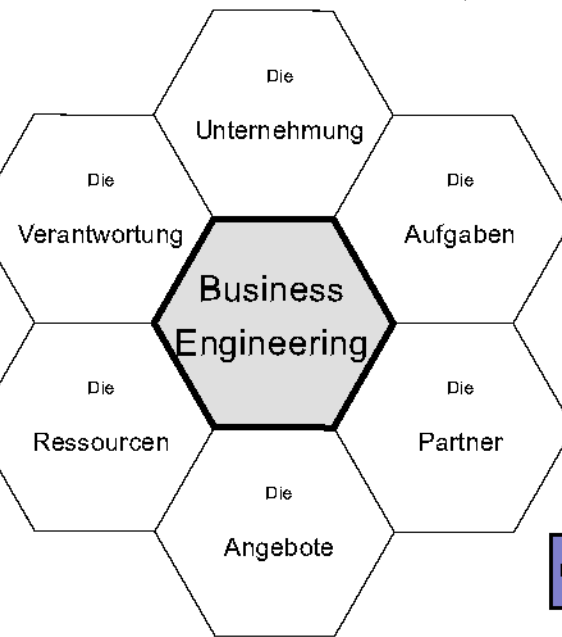 Die
Unternehmung
Die
Verantwortung
Die
Aufgaben
Business
Engineering
Die
Ressourcen
Die
Partner
Die
Angebote